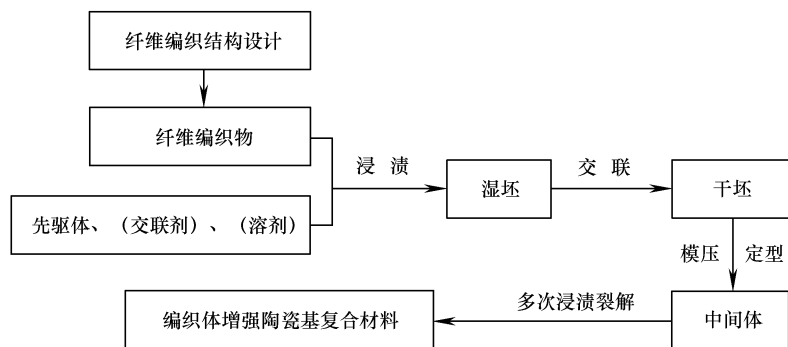 纤维编织结构设计
纤维编织物
浸 渍
交 联
湿坯
干坯
先驱体、（交联剂）、（溶剂）
模压 定型
多次浸渍裂解
编织体增强陶瓷基复合材料
中间体